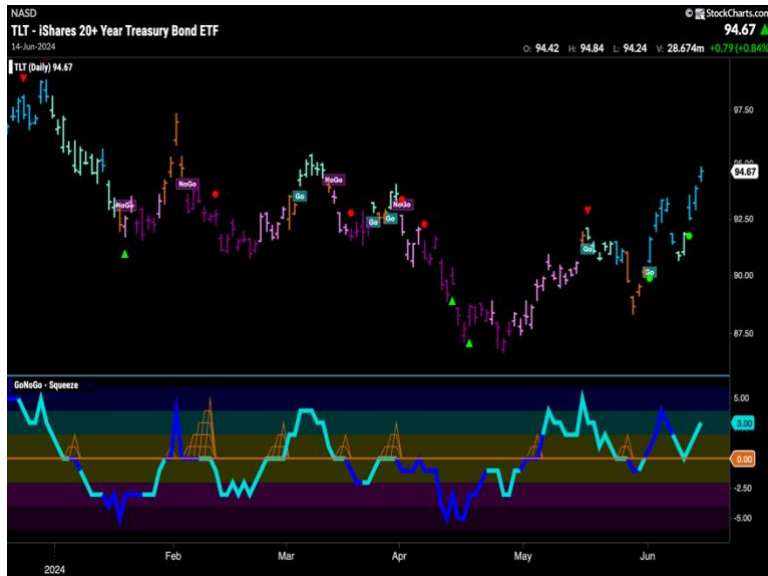 NASD
© StockCharts.com
TLT - iShares 20+ Year Treasury Bond ETF
94.67
14-Jun-2024
O: 94.42 H: 94.84 L: 94.24 V: 28.674m +0.79 (+0.84%)
TLT (Daily) 94.67
97.50
95.00
94.67
NoGo
NoGo
NoGo
Go
NoGo
Go
Go
92.50
Go
Go
90.00
87.50
GoNoGo - Squeeze
5.00
3.00
0.00
-2.50
-5.00
Feb
Mar
Apr
May
Jun
2024